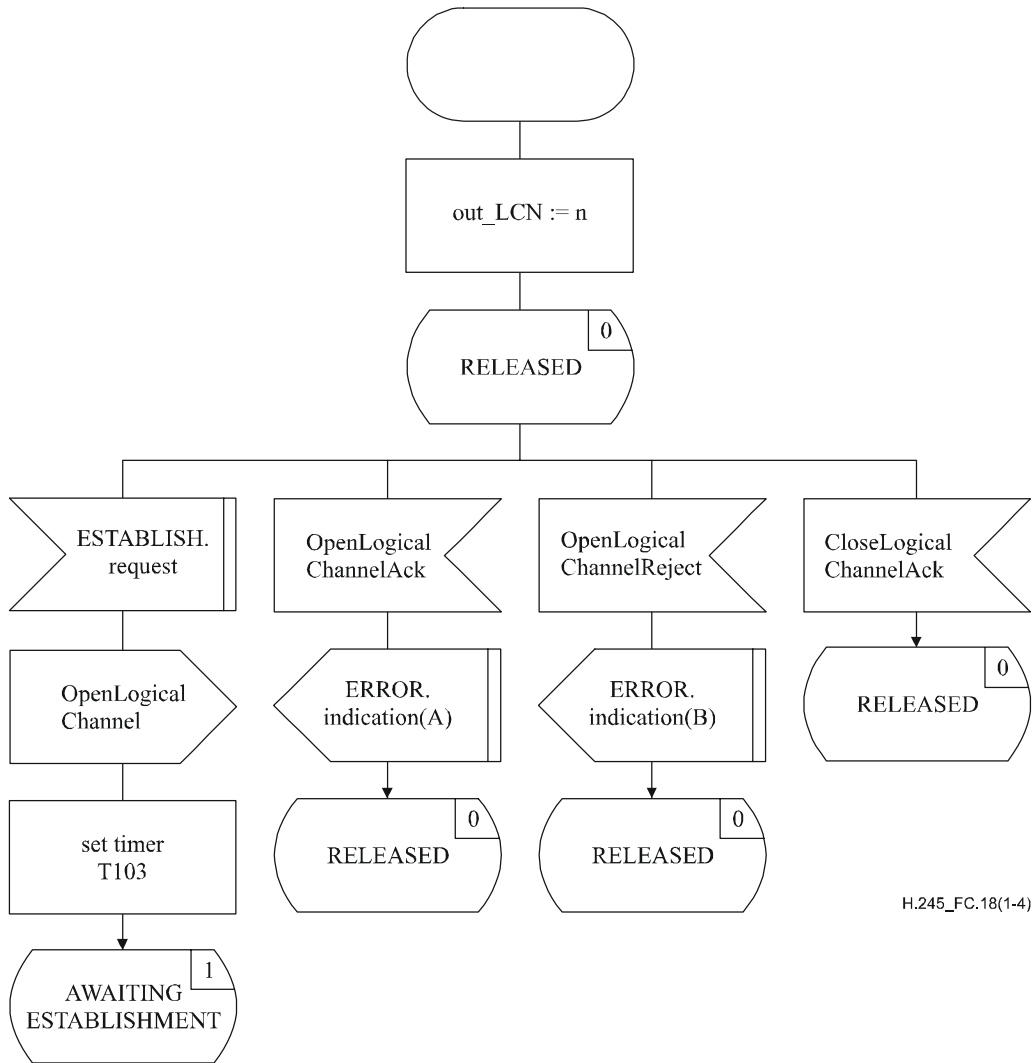 out_LCN := n
0
RELEASED
ESTABLISH.
request
OpenLogical
ChannelAck
OpenLogical
ChannelReject
CloseLogical
ChannelAck
OpenLogical
Channel
ERROR.
indication(A)
ERROR.
indication(B)
0
RELEASED
set timer
T103
0
RELEASED
0
RELEASED
H.245_FC.18(1-4)
1
AWAITING
ESTABLISHMENT